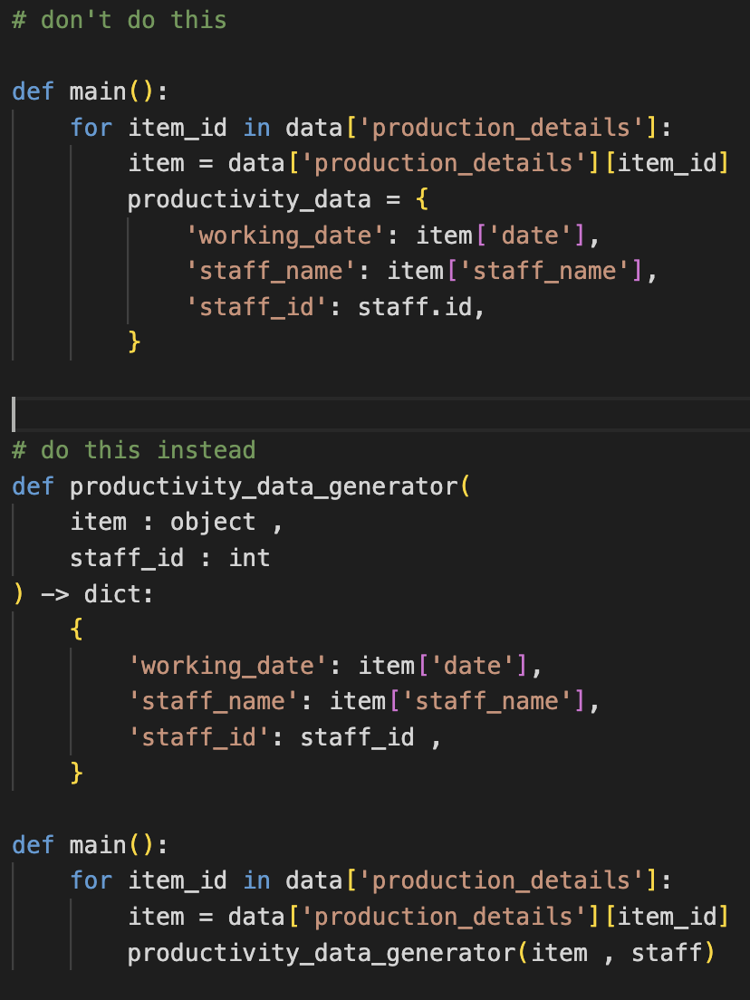 # don't do this
def main():
    for item_id in data['production_details']:
        item = data['production_details'][item_id]
        productivity_data = {
            'working_date': item['date'],
            'staff_name': item['staff_name'],
            'staff_id': staff.id,
        }
# do this instead
def productivity_data_generator(
    item : object ,
    staff_id : int
) -> dict:
    {
        'working_date': item['date'],
        'staff_name': item['staff_name'],
        'staff_id': staff_id ,
    }
def main():
    for item_id in data['production_details']:
        item = data['production_details'][item_id]
        productivity_data_generator(item , staff)